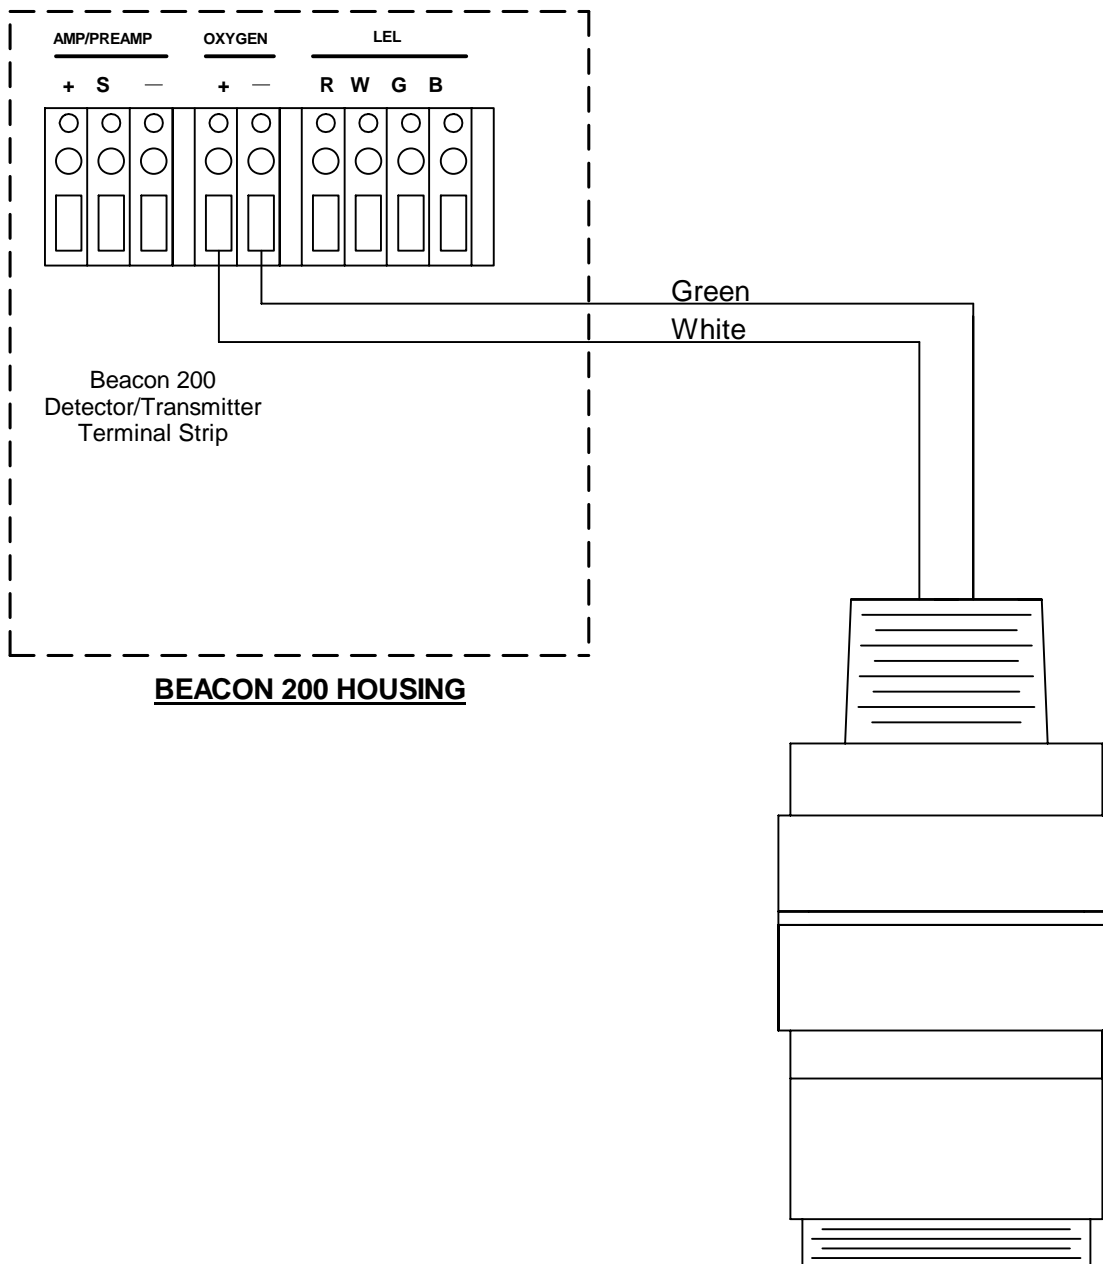 AMP/PREAMP OXYGEN LEL
+ S — + — R W G B
Green
White
Beacon 200
Detector/Transmitter
Terminal Strip
BEACON 200 HOUSING